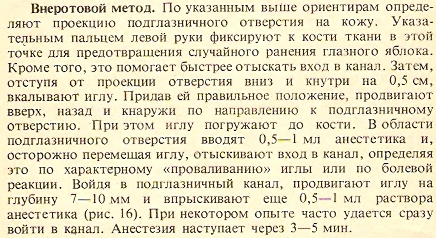 Внеротовой метод. По указанным выше ориентирам опреде-
ляют проекцию подглазничного отверстия на кожу. Указа-
тельным пальцем левой руки фиксируют к кости ткани в этой
точке для предотвращения случайного ранения глазного яблока.
Кроме того, это помогает быстрее отыскать вход в канал. Затем,
отступя от проекции отверстия вниз и кнутри на 0,5 см,
вкалывают иглу. Придав ей правильное положение, продвигают
вверх, назад и кнаружи по направлению к подглазничному
отверстию. При этом иглу погружают до кости. В области
подглазничного отверстия вводят 0,5—1 мл анестетика и,
осторожно перемещая иглу, отыскивают вход в канал, определяя
это по характерному «проваливанию» иглы или по болевой
реакции. Войдя в подглазничный канал, продвигают иглу на
глубину 7—10 мм и впрыскивают еще 0,5—1 мл раствора
анестетика (рис. 16). При некотором опыте часто удается сразу
войти в канал. Анестезия наступает через 3—5 мин.